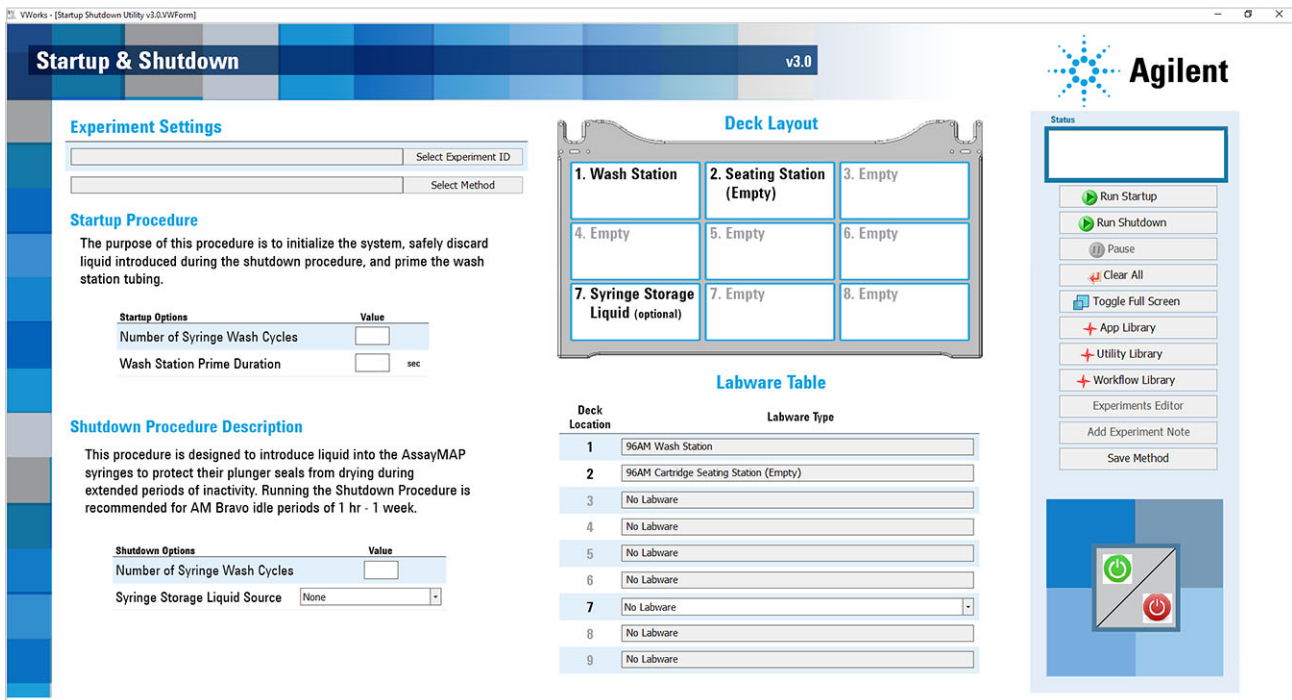 VWorks - [Startup Shutdown Utility v3.0.VWForm]
Startup & Shutdown
v3.0
Agilent
Experiment Settings
Select Experiment ID
Select Method
Startup Procedure
The purpose of this procedure is to initialize the system, safely discard
liquid introduced during the shutdown procedure, and prime the wash
station tubing.
Startup Options Value
Number of Syringe Wash Cycles
Wash Station Prime Duration sec
Shutdown Procedure Description
This procedure is designed to introduce liquid into the AssayMAP
syringes to protect their plunger seals from drying during
extended periods of inactivity. Running the Shutdown Procedure is
recommended for AM Bravo idle periods of 1 hr - 1 week.
Shutdown Options Value
Number of Syringe Wash Cycles
Syringe Storage Liquid Source None
Deck Layout
1. Wash Station
2. Seating Station
(Empty)
3. Empty
4. Empty
5. Empty
6. Empty
7. Syringe Storage
Liquid (optional)
7. Empty
8. Empty
Labware Table
Deck
Location
Labware Type
1 96AM Wash Station
2 96AM Cartridge Seating Station (Empty)
3 No Labware
4 No Labware
5 No Labware
6 No Labware
7 No Labware
8 No Labware
9 No Labware
Status
Run Startup
Run Shutdown
Pause
Clear All
Toggle Full Screen
App Library
Utility Library
Workflow Library
Experiments Editor
Add Experiment Note
Save Method